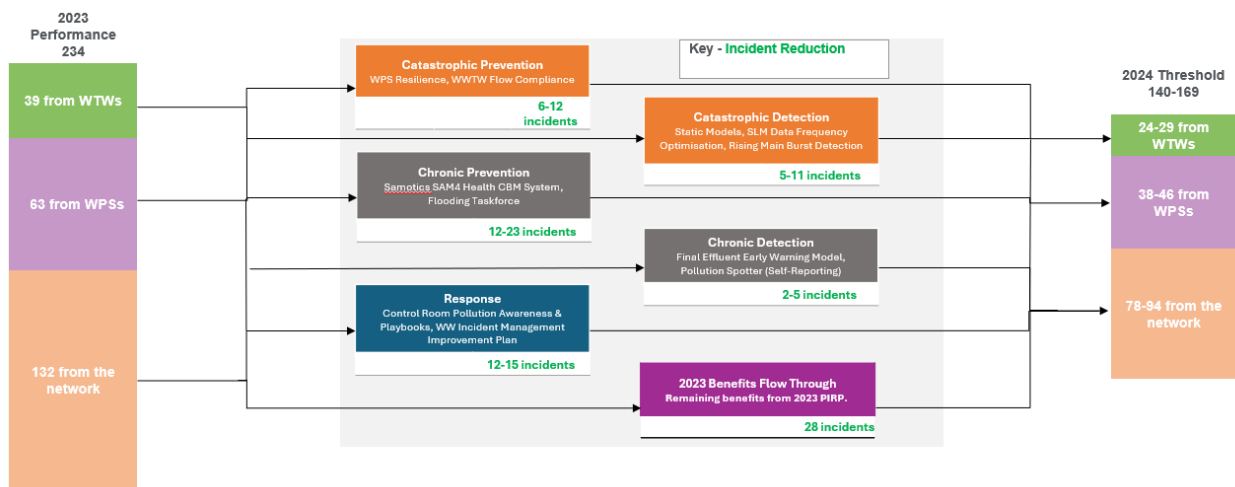 2023
Performance
234
39 from WTWs
63 from WPSs
132 from the
network
Key - Incident Reduction
Catastrophic Prevention
WPS Resilience, WWTW Flow Compliance
6-12
incidents
Catastrophic Detection
Static Models, SLM Data Frequency
Optimisation, Rising Main Burst Detection
5-11 incidents
Chronic Prevention
Samotics SAM4 Health CBM System,
Flooding Taskforce
12-23 incidents
Chronic Detection
Final Effluent Early Warning Model,
Pollution Spotter (Self-Reporting)
2-5 incidents
Response
Control Room Pollution Awareness &
Playbooks, WW Incident Management
Improvement Plan
12-15 incidents
2023 Benefits Flow Through
Remaining benefits from 2023 PIRP.
28 incidents
2024 Threshold
140-169
24-29 from
WTWs
38-46 from
WPSs
78-94 from the
network